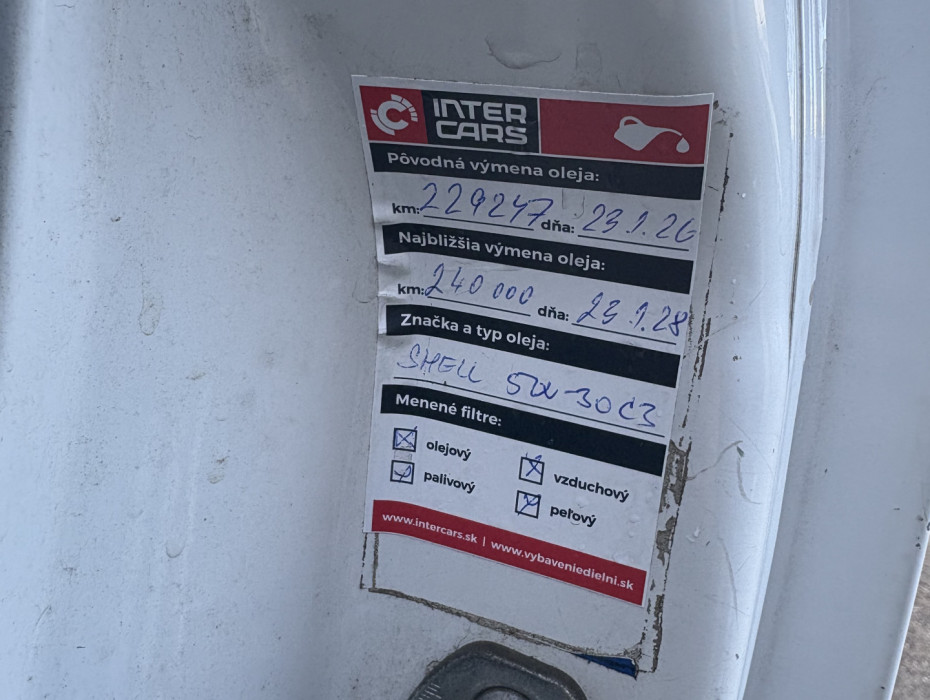 INTER
CARS
Pôvodná výmena oleja:
km: 229247 dňa: 23.1.26
Najbližšia výmena oleja:
km: 240 000 dňa: 23.1.28
Značka a typ oleja:
SHELL 5W-30 C3
Menené filtre:
olejový vzduchový
palivový peľový
www.intercars.sk | www.vybaveniedielni.sk